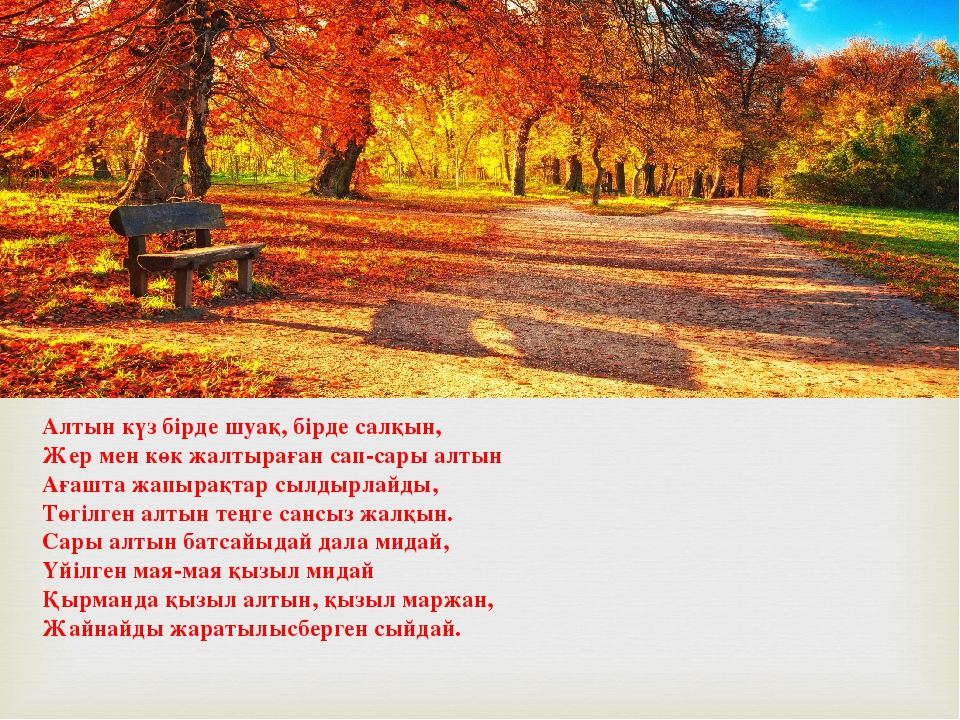 Алтын күз бірде шуақ, бірде салқын,
Жер мен көк жалтыраған сап-сары алтын
Ағашта жапырақтар сылдырлайды,
Төгілген алтын теңге сансыз жалқын.
Сары алтын батсайыдай дала мидай,
Үйілген мая-мая қызыл мидай
Қырманда қызыл алтын, қызыл маржан,
Жайнайды жаратылысберген сыйдай.